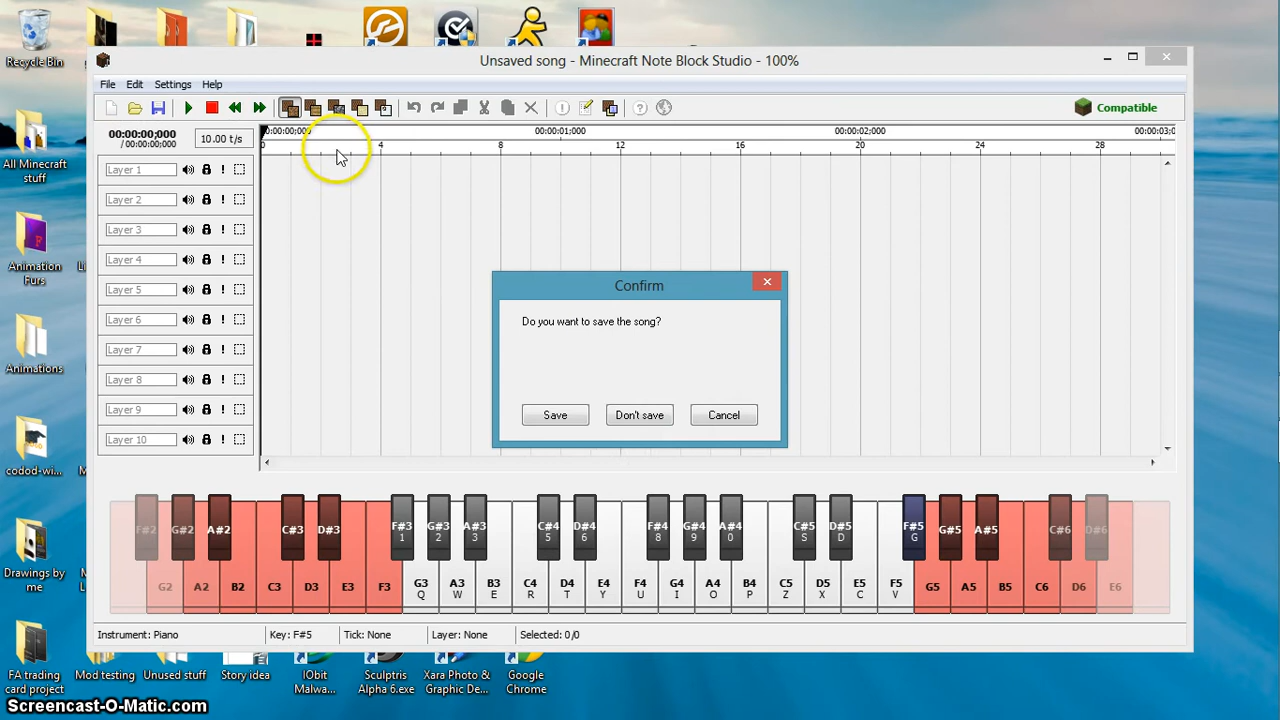 Unsaved song - Minecraft Note Block Studio - 100%
File Edit Settings Help
Compatible
00:00:00;000
/ 00:00:00;000
10.00 t/s
00:00:01;000
00:00:02;000
0 4 8 12 16 20 24 28
Layer 1
Layer 2
Layer 3
Layer 4
Layer 5
Layer 6
Layer 7
Layer 8
Layer 9
Layer 10
Confirm
Do you want to save the song?
Save
Don't save
Cancel
F#2 G#2 A#2 C#3 D#3 F#3 G#3 A#3 C#4 D#4 F#4 G#4 A#4 C#5 D#5 F#5 G#5 A#5 C#6 D#6
1 2 3 5 6 8 9 0 S D G
G2 A2 B2 C3 D3 E3 F3 G3 A3 B3 C4 D4 E4 F4 G4 A4 B4 C5 D5 E5 F5 G5 A5 B5 C6 D6 E6
Q W E R T Y U I O P Z X C V
Instrument: Piano
Key: F#5
Tick: None
Layer: None
Selected: 0/0
Recycle Bin
All Minecraft
stuff
Animation
Furs
Animations
codod-wi...
Drawings by
me
FA trading
card project
Mod testing
Unused stuff
Story idea
IObit
Malwa...
Sculptris
Alpha 6.exe
Xara Photo &
Graphic De...
Google
Chrome
Screencast-O-Matic.com